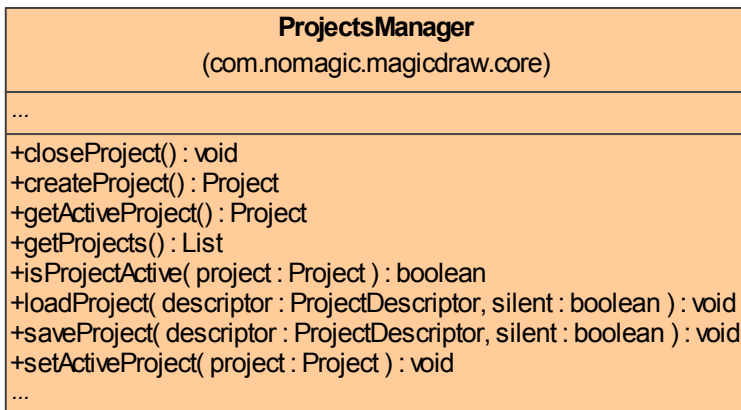 ProjectsManager
(com.nomagic.magicdraw.core)
...
+closeProject() : void
+createProject() : Project
+getActiveProject() : Project
+getProjects() : List
+isProjectActive( project : Project ) : boolean
+loadProject( descriptor : ProjectDescriptor, silent : boolean ) : void
+saveProject( descriptor : ProjectDescriptor, silent : boolean ) : void
+setActiveProject( project : Project ) : void
...